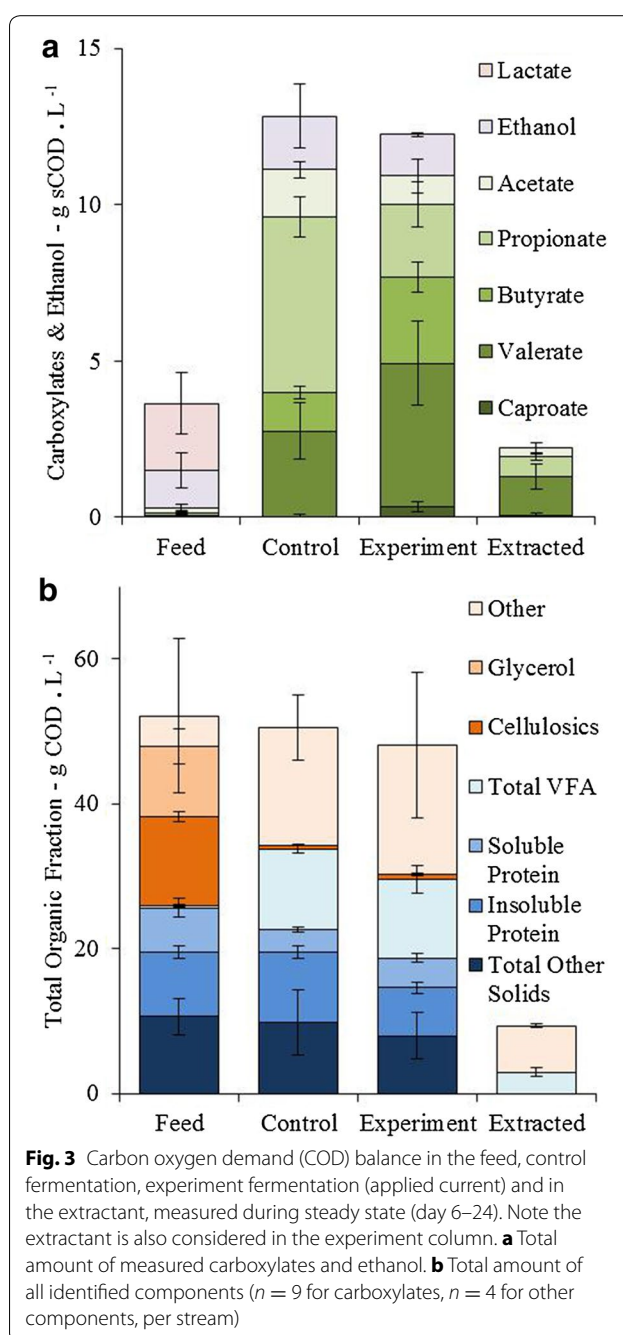 a
15
10
5
0
Carboxylates & Ethanol - g sCOD . L -1
Lactate
Ethanol
Acetate
Propionate
Butyrate
Valerate
Caproate
Feed Control Experiment Extracted
b
60
40
20
0
Total Organic Fraction - g COD . L -1
Other
Glycerol
Cellulosics
Total VFA
Soluble
Protein
Insoluble
Protein
Total Other
Solids
Feed Control Experiment Extracted
Fig. 3 Carbon oxygen demand (COD) balance in the feed, control
fermentation, experiment fermentation (applied current) and in
the extractant, measured during steady state (day 6–24). Note the
extractant is also considered in the experiment column. a Total
amount of measured carboxylates and ethanol. b Total amount of
all identified components (n = 9 for carboxylates, n = 4 for other
components, per stream)